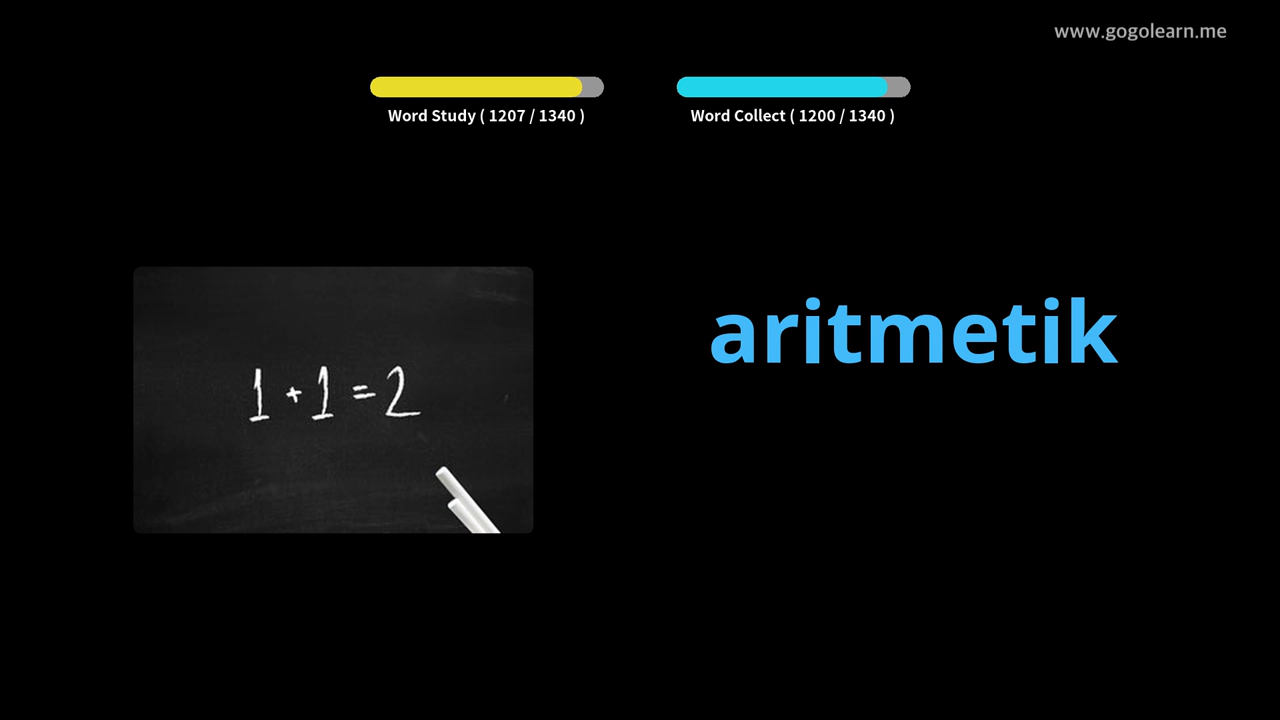 www.gogolearn.me
Word Study ( 1207 / 1340 )
Word Collect ( 1200 / 1340 )
1 + 1 = 2
aritmetik